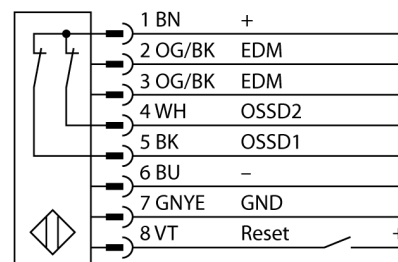 1 BN +
2 OG/BK EDM
3 OG/BK EDM
4 WH OSSD2
5 BK OSSD1
6 BU –
7 GNYE GND
8 VT Reset +